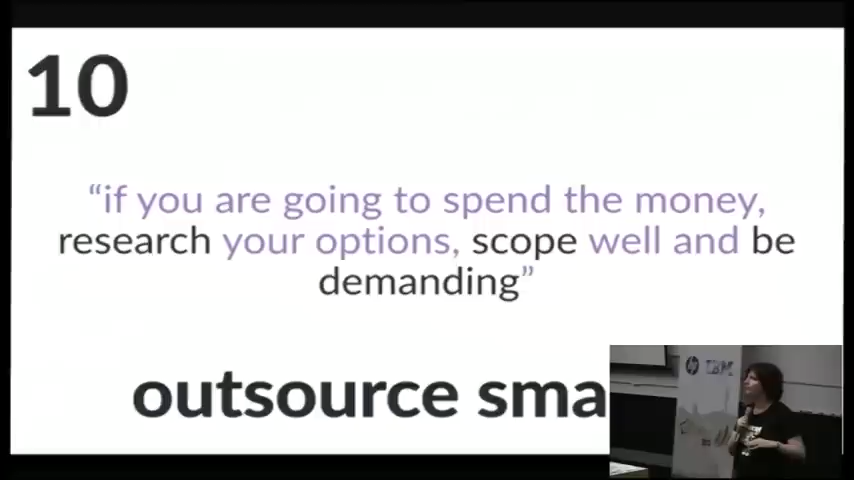 10
“if you are going to spend the money,
research your options, scope well and be
demanding”
outsource sma
IBM